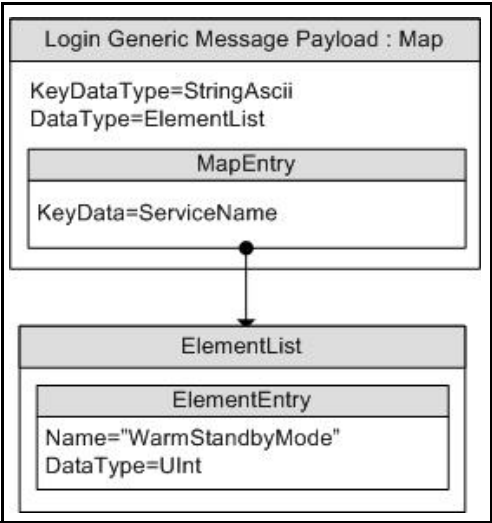 Login Generic Message Payload : Map
KeyDataType=StringAscii
DataType=ElementList
MapEntry
KeyData=ServiceName
ElementList
ElementEntry
Name="WarmStandbyMode"
DataType=UInt